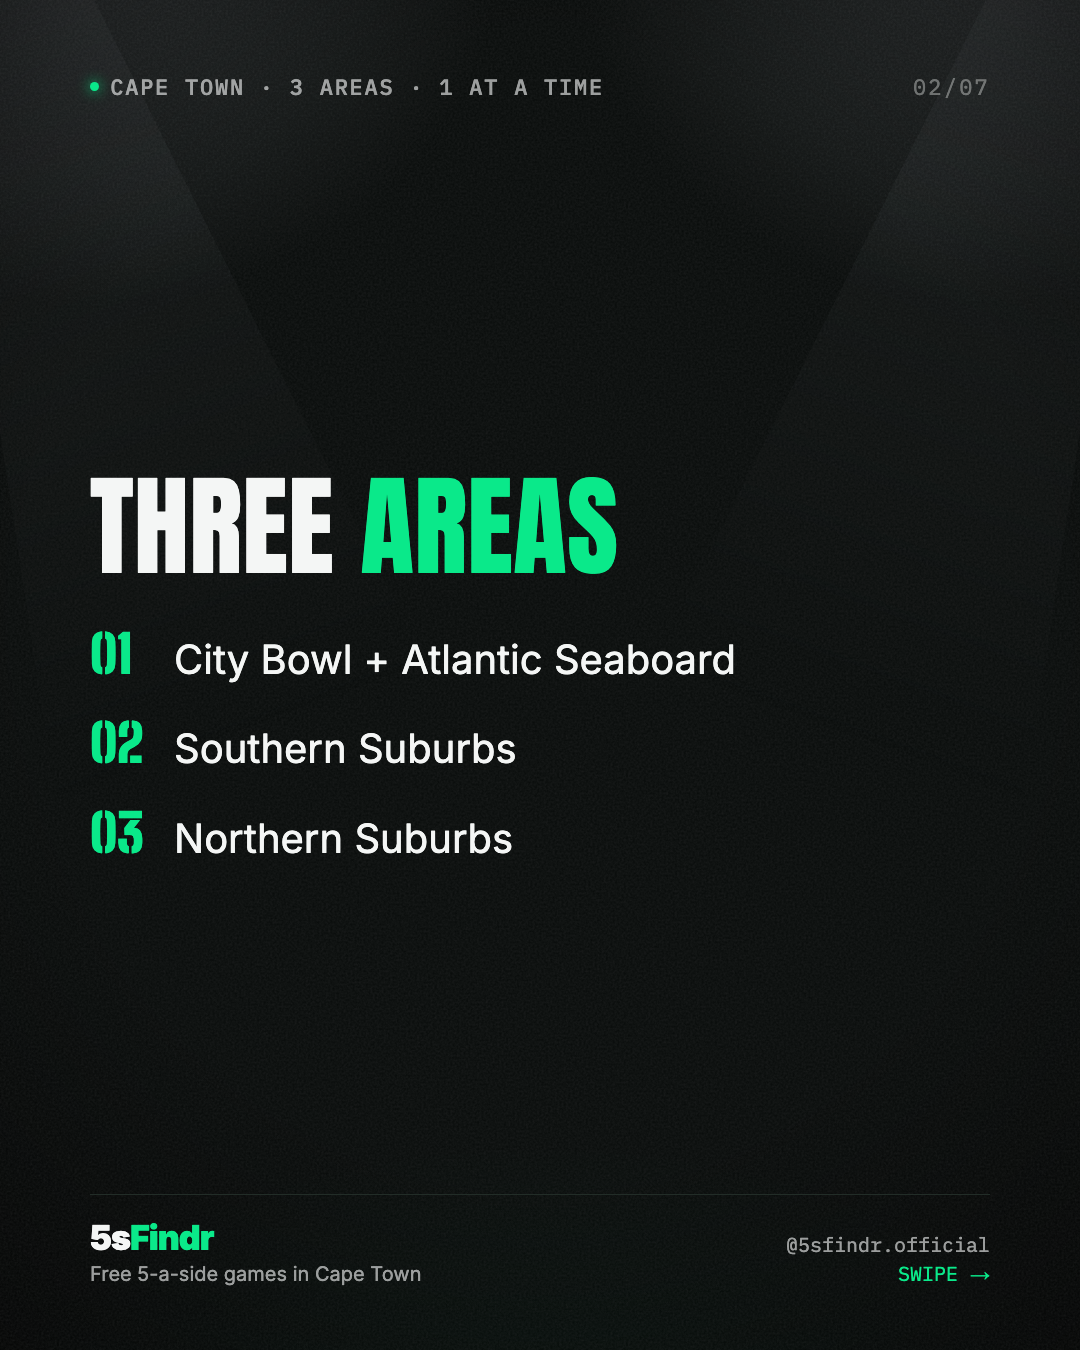 CAPE TOWN · 3 AREAS · 1 AT A TIME
02/07
THREE AREAS
01 City Bowl + Atlantic Seaboard
02 Southern Suburbs
03 Northern Suburbs
5sFindr
Free 5-a-side games in Cape Town
@5sfindr.official
SWIPE →